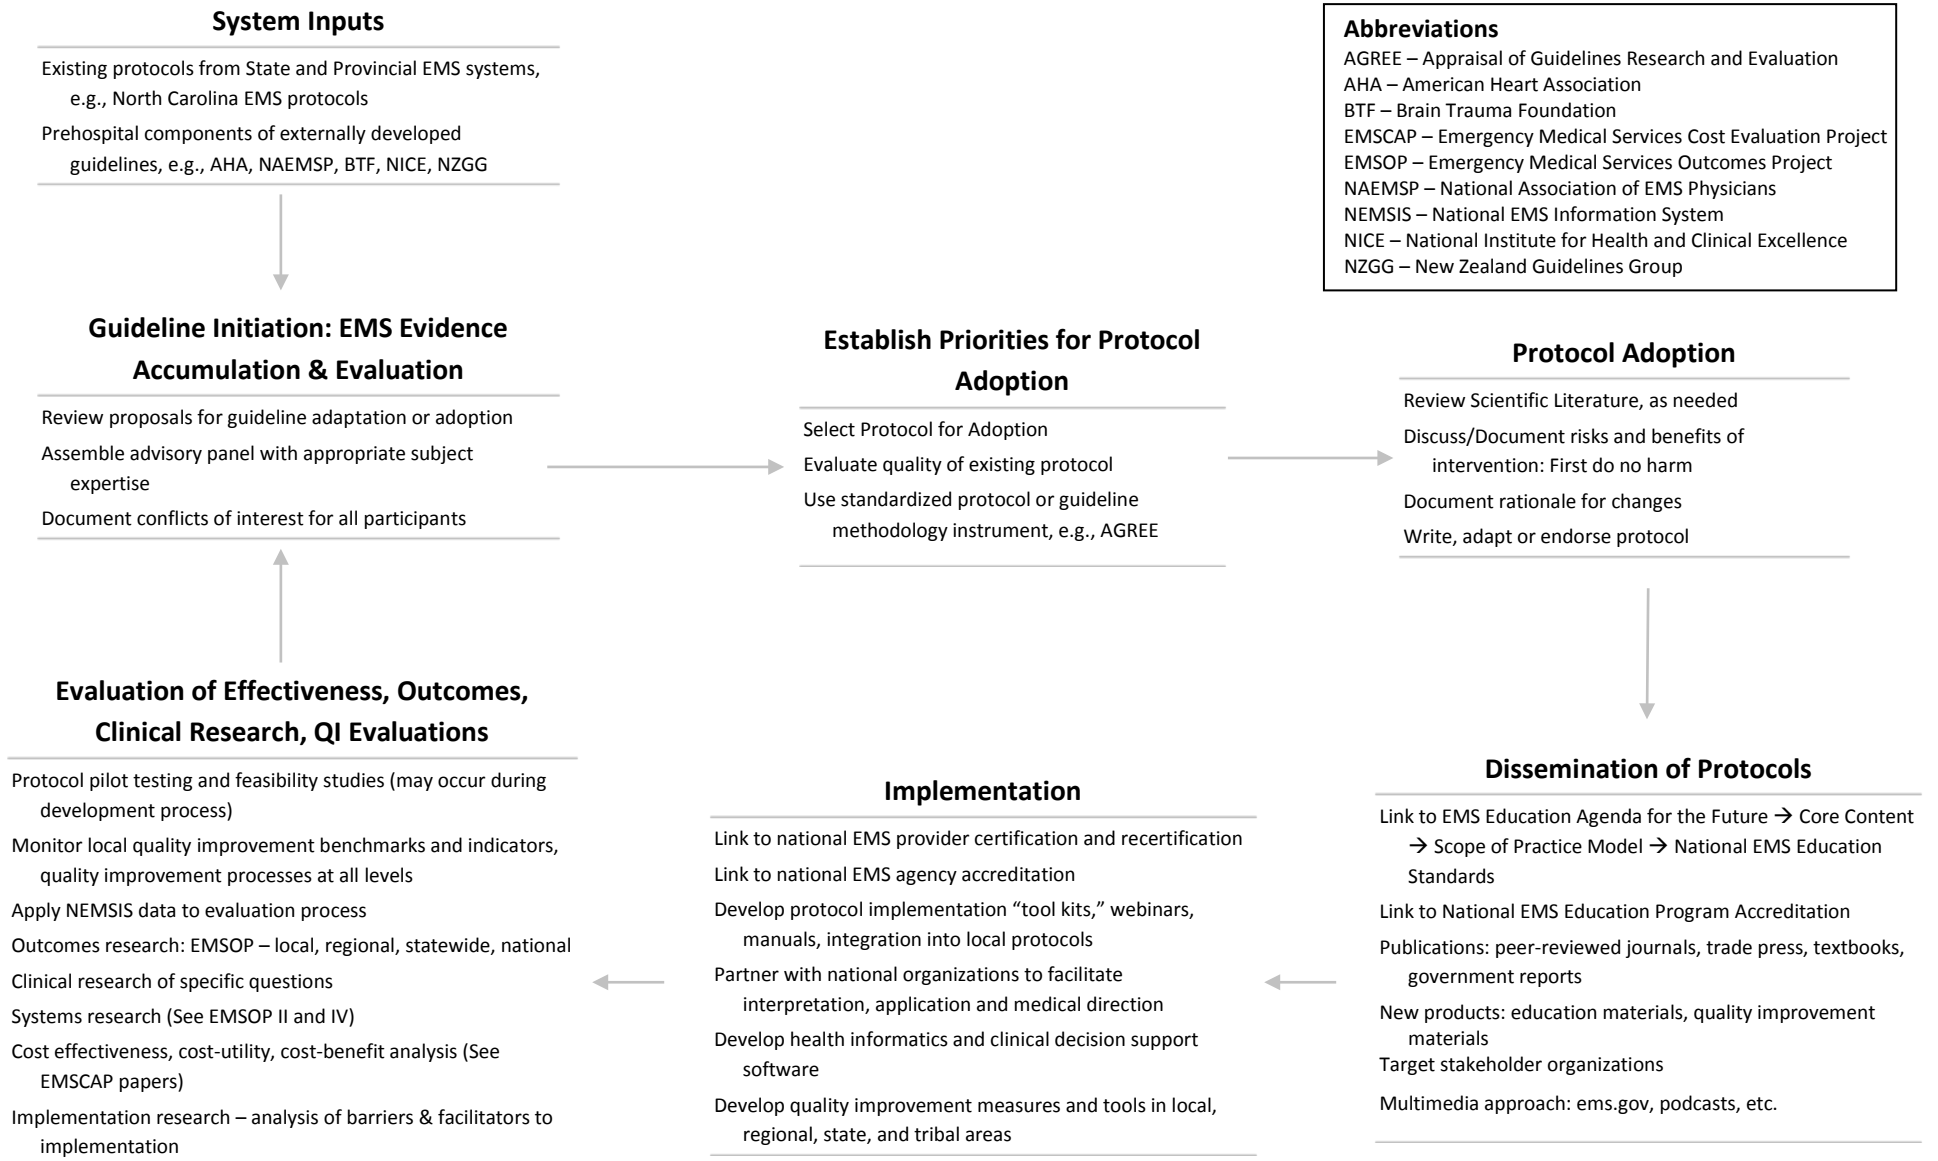 System Inputs
Existing protocols from State and Provincial EMS systems,
e.g., North Carolina EMS protocols
Prehospital components of externally developed
guidelines, e.g., AHA, NAEMSP, BTF, NICE, NZGG
Abbreviations
AGREE – Appraisal of Guidelines Research and Evaluation
AHA – American Heart Association
BTF – Brain Trauma Foundation
EMSCAP – Emergency Medical Services Cost Evaluation Project
EMSOP – Emergency Medical Services Outcomes Project
NAEMSP – National Association of EMS Physicians
NEMSIS – National EMS Information System
NICE – National Institute for Health and Clinical Excellence
NZGG – New Zealand Guidelines Group
Guideline Initiation: EMS Evidence
Accumulation & Evaluation
Review proposals for guideline adaptation or adoption
Assemble advisory panel with appropriate subject
expertise
Document conflicts of interest for all participants
Establish Priorities for Protocol
Adoption
Select Protocol for Adoption
Evaluate quality of existing protocol
Use standardized protocol or guideline
methodology instrument, e.g., AGREE
Protocol Adoption
Review Scientific Literature, as needed
Discuss/Document risks and benefits of
intervention: First do no harm
Document rationale for changes
Write, adapt or endorse protocol
Evaluation of Effectiveness, Outcomes,
Clinical Research, QI Evaluations
Protocol pilot testing and feasibility studies (may occur during
development process)
Monitor local quality improvement benchmarks and indicators,
quality improvement processes at all levels
Apply NEMSIS data to evaluation process
Outcomes research: EMSOP – local, regional, statewide, national
Clinical research of specific questions
Systems research (See EMSOP II and IV)
Cost effectiveness, cost-utility, cost-benefit analysis (See
EMSCAP papers)
Implementation research – analysis of barriers & facilitators to
implementation
Implementation
Link to national EMS provider certification and recertification
Link to national EMS agency accreditation
Develop protocol implementation “tool kits,” webinars,
manuals, integration into local protocols
Partner with national organizations to facilitate
interpretation, application and medical direction
Develop health informatics and clinical decision support
software
Develop quality improvement measures and tools in local,
regional, state, and tribal areas
Dissemination of Protocols
Link to EMS Education Agenda for the Future → Core Content
→ Scope of Practice Model → National EMS Education
Standards
Link to National EMS Education Program Accreditation
Publications: peer-reviewed journals, trade press, textbooks,
government reports
New products: education materials, quality improvement
materials
Target stakeholder organizations
Multimedia approach: ems.gov, podcasts, etc.